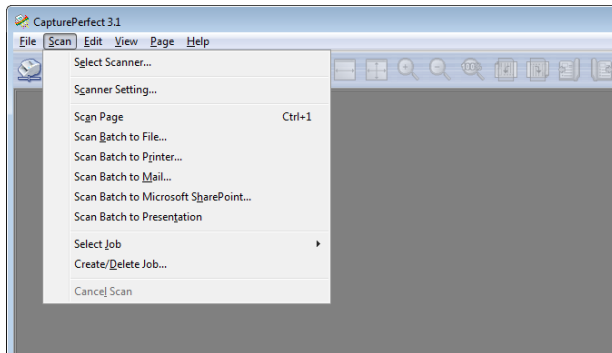 CapturePerfect 3.1
File Scan Edit View Page Help
Select Scanner...
Scanner Setting...
Scan Page Ctrl+1
Scan Batch to File...
Scan Batch to Printer...
Scan Batch to Mail...
Scan Batch to Microsoft SharePoint...
Scan Batch to Presentation
Select Job
Create/Delete Job...
Cancel Scan